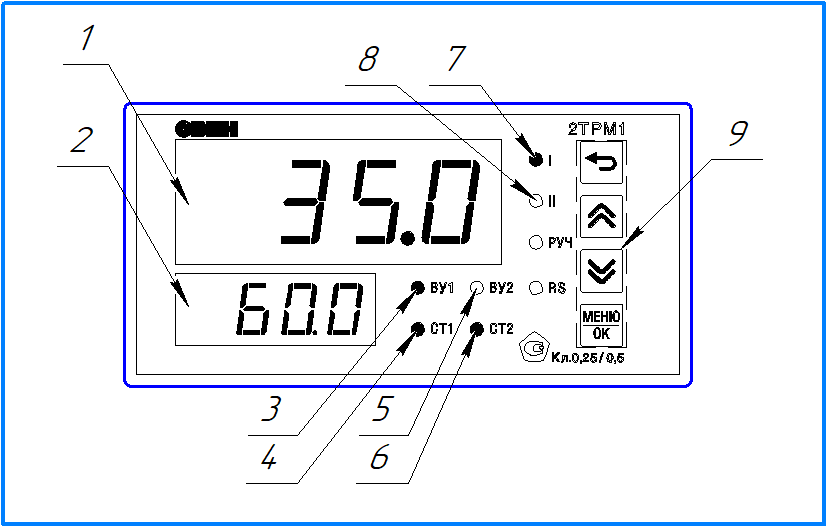 1
8
7
ОВЕН
2ТРМ1
2
9
35.0
I
II
РУЧ
60.0
ВУ1
ВУ2
RS
МЕНЮ
ОК
СТ1
СТ2
Кл.0,25/0,5
3
5
4
6